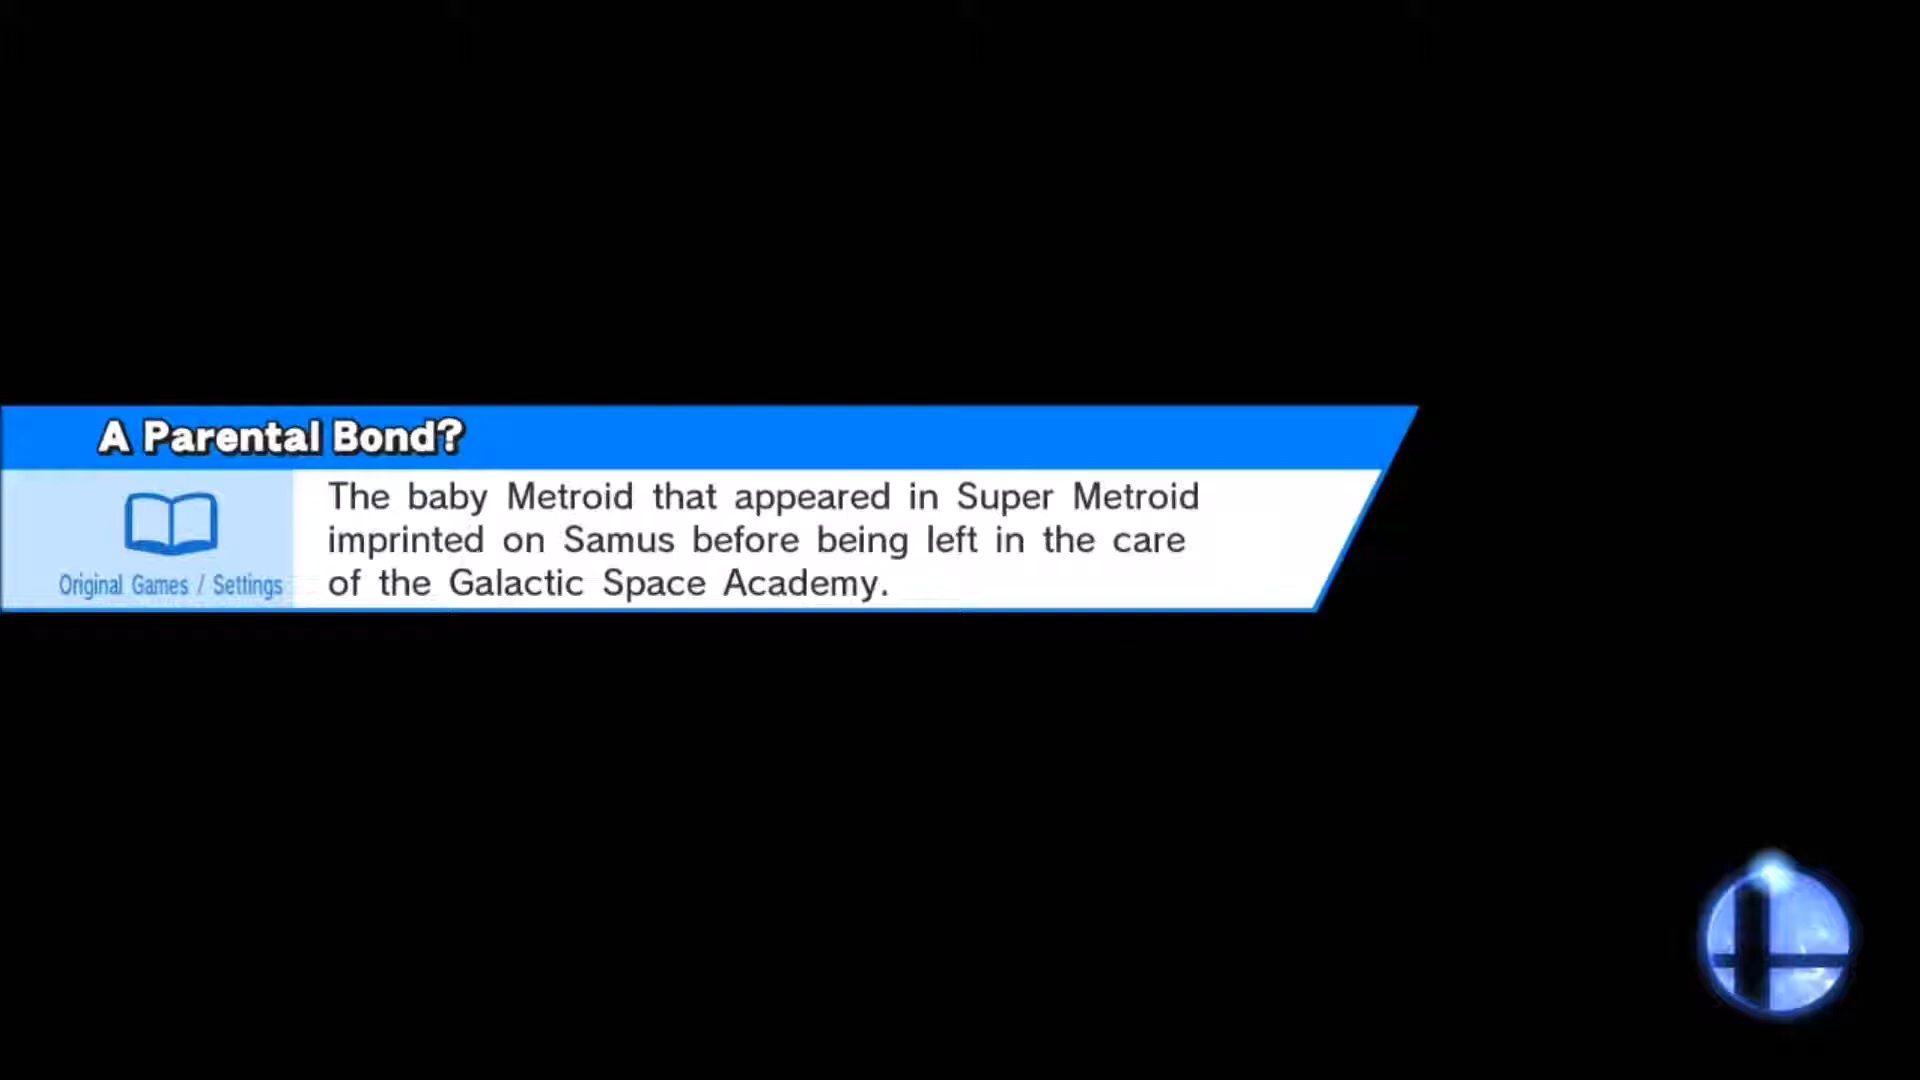 A Parental Bond?
The baby Metroid that appeared in Super Metroid
imprinted on Samus before being left in the care
of the Galactic Space Academy.
Original Games / Settings